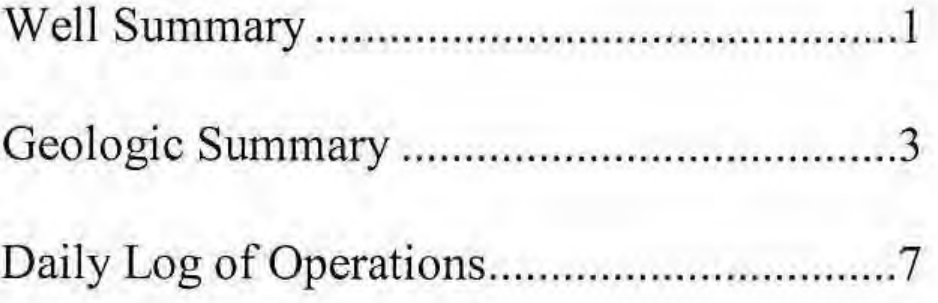 Well Summary ..............................................1
Geologic Summary .......................................3
Daily Log of Operations................................7